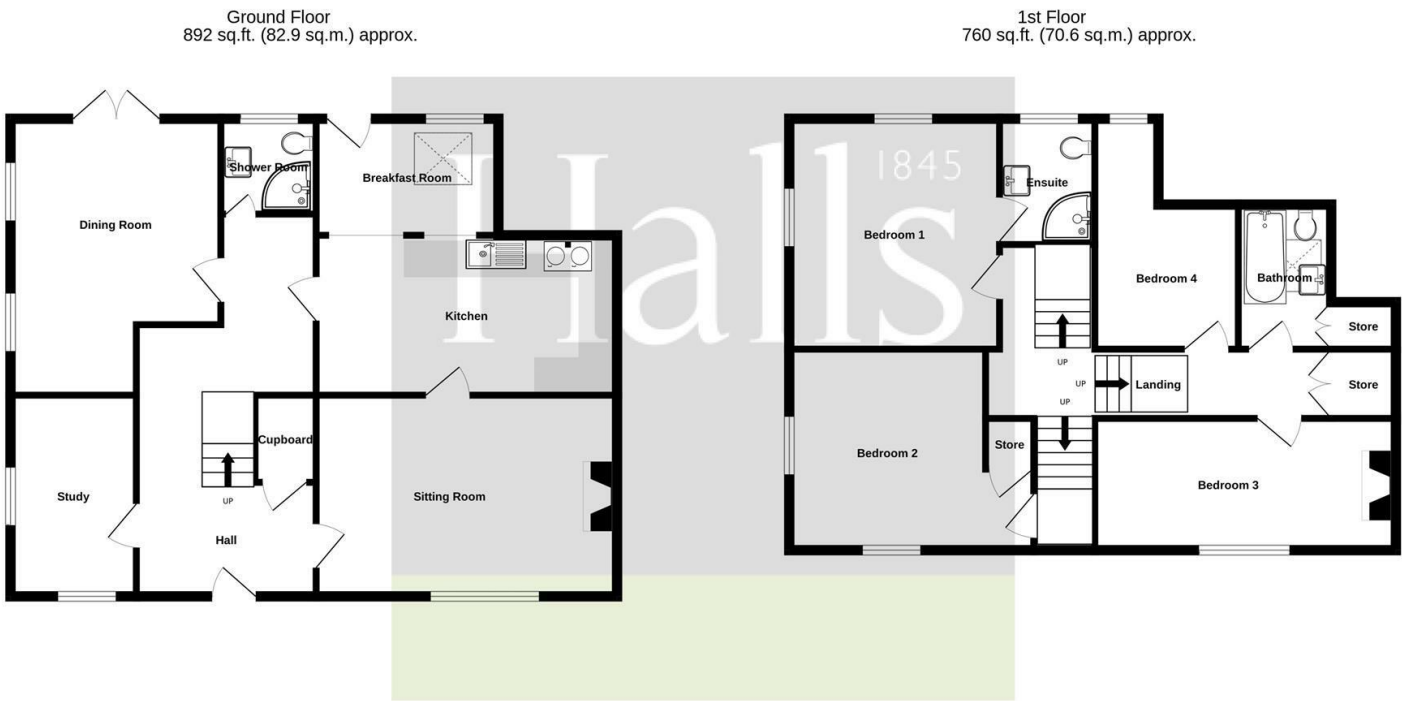 Ground Floor
892 sq.ft. (82.9 sq.m.) approx.
1st Floor
760 sq.ft. (70.6 sq.m.) approx.
Halls
1845
Shower Room
Breakfast Room
Dining Room
Kitchen
Cupboard
Study
UP
Sitting Room
Hall
Ensuite
Bedroom 1
Bedroom 4
Bathroom
Store
UP
UP
Landing
Store
UP
Store
Bedroom 2
Bedroom 3